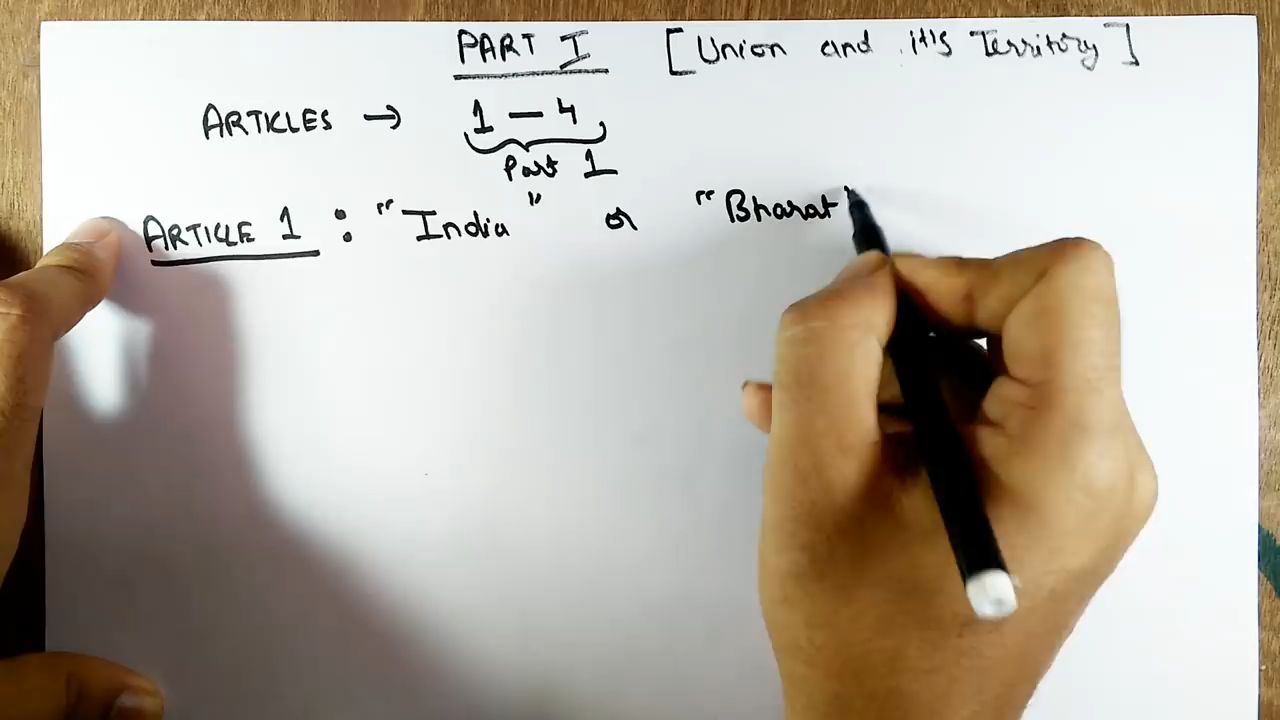 PART I [Union and it's Territory]
ARTICLES → 1 – 4
Part 1
ARTICLE 1 : "India" or "Bharat"